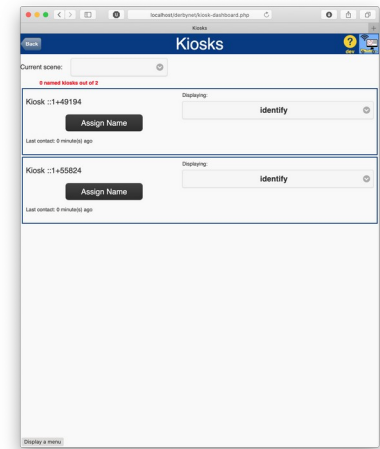 localhost/derbynet/kiosk-dashboard.php
Kiosks
Back
Kiosks
?
dev
Current scene:
0 named kiosks out of 2
Kiosk ::1+49194
Displaying:
identify
Assign Name
Last contact: 0 minute(s) ago
Kiosk ::1+55824
Displaying:
identify
Assign Name
Last contact: 0 minute(s) ago
Display a menu